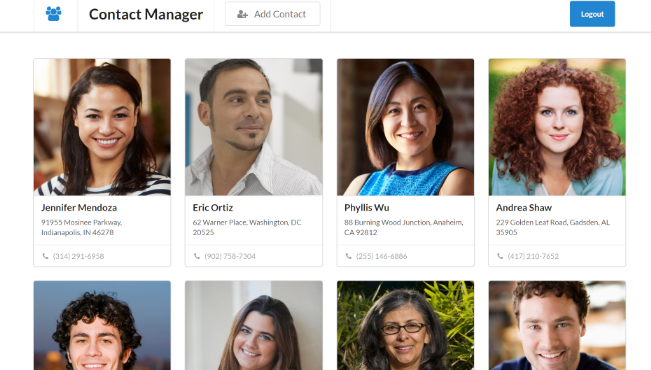 Contact Manager
Add Contact
Logout
Jennifer Mendoza
91955 Mosinee Parkway,
Indianapolis, IN 46278
(314) 291-6958
Eric Ortiz
62 Warner Place, Washington, DC
20525
(902) 758-7304
Phyllis Wu
88 Burning Wood Junction, Anaheim,
CA 92812
(255) 146-6886
Andrea Shaw
229 Golden Leaf Road, Gadsden, AL
35905
(417) 210-7652